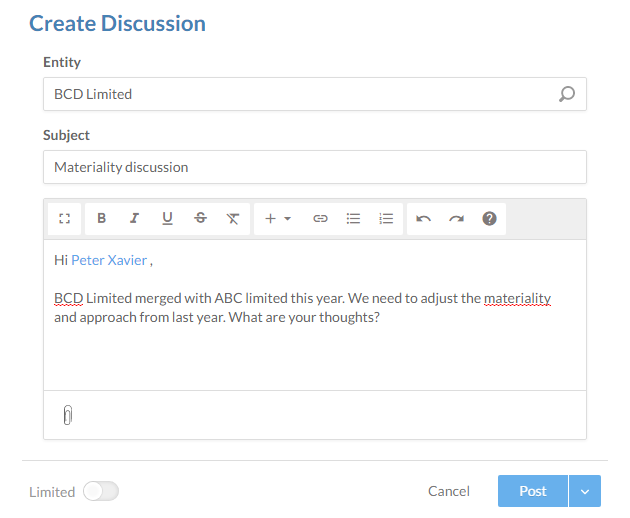 Create Discussion
Entity
BCD Limited
Subject
Materiality discussion
B I U S
Hi Peter Xavier ,
BCD Limited merged with ABC limited this year. We need to adjust the materiality
and approach from last year. What are your thoughts?
Limited
Cancel
Post